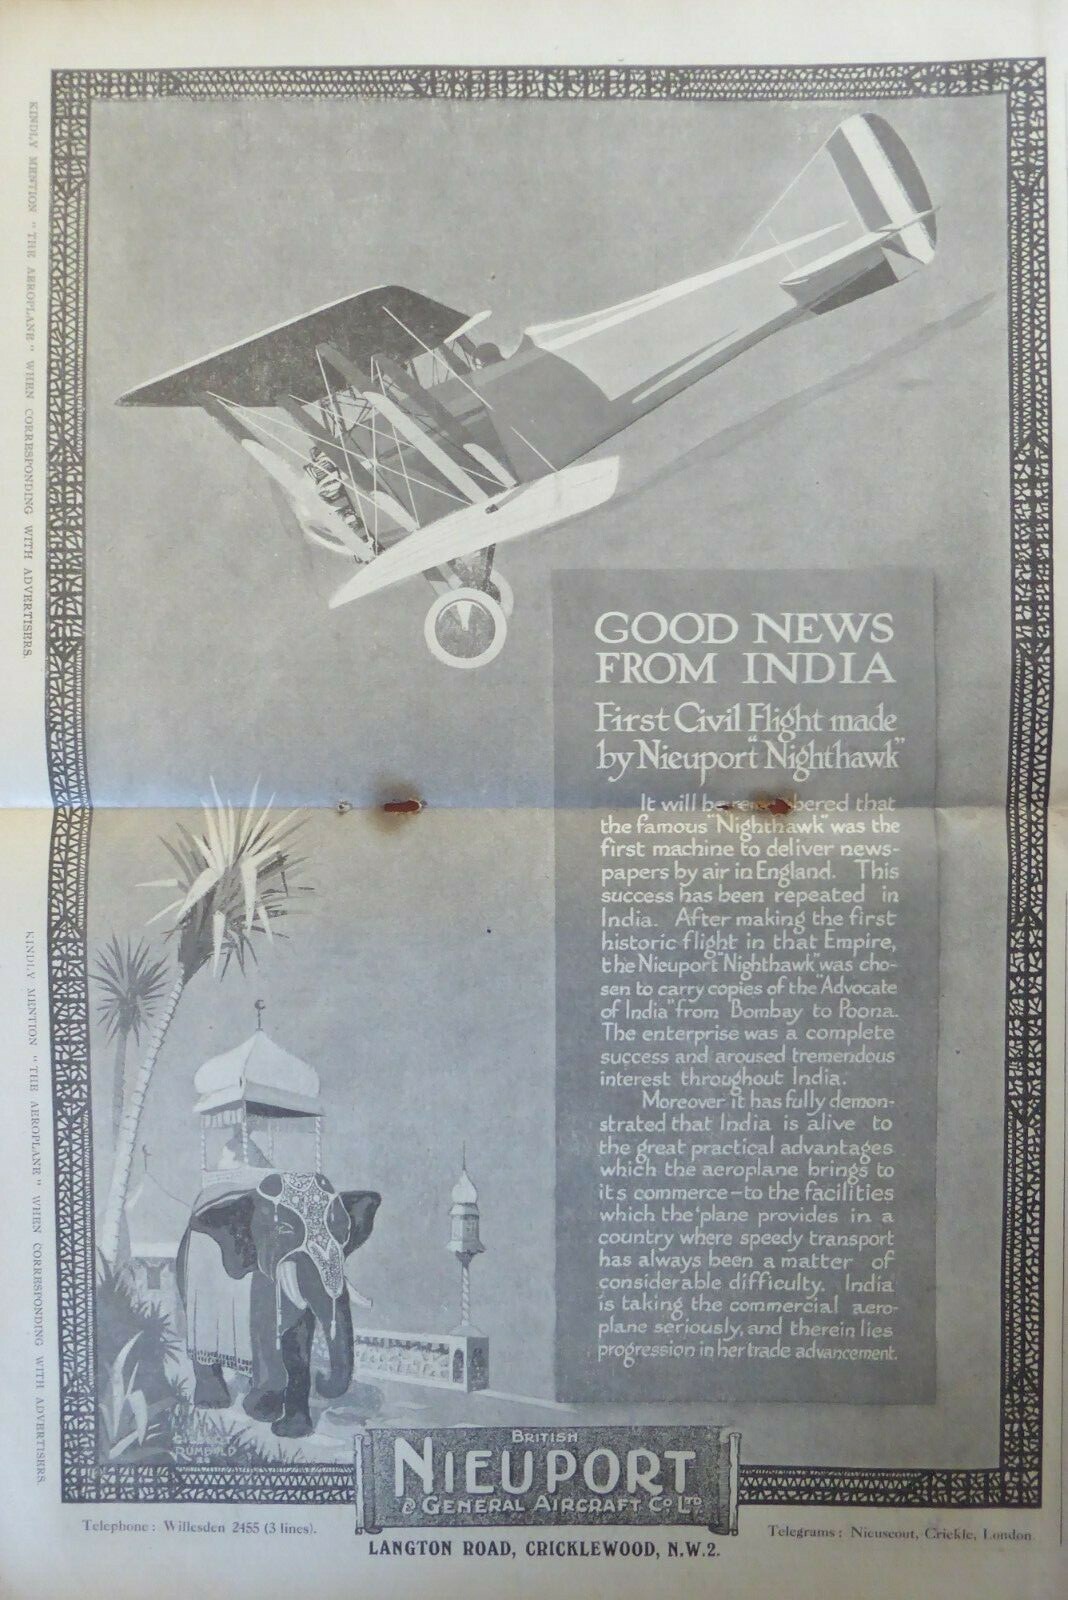 KINDLY MENTION "THE AEROPLANE" WHEN CORRESPONDING WITH ADVERTISERS.
KINDLY MENTION "THE AEROPLANE" WHEN CORRESPONDING WITH ADVERTISERS.
GOOD NEWS
FROM INDIA
First Civil Flight made
by Nieuport "Nighthawk"
It will be remembered that
the famous "Nighthawk" was the
first machine to deliver news-
papers by air in England. This
success has been repeated in
India. After making the first
historic flight in that Empire,
the Nieuport "Nighthawk" was cho-
sen to carry copies of the "Advocate
of India" from Bombay to Poona.
The enterprise was a complete
success and aroused tremendous
interest throughout India.
Moreover it has fully demon-
strated that India is alive to
the great practical advantages
which the aeroplane brings to
its commerce—to the facilities
which the 'plane provides in a
country where speedy transport
has always been a matter of
considerable difficulty. India
is taking the commercial aero-
plane seriously, and therein lies
progression in her trade advancement.
RUMBOLD
BRITISH
NIEUPORT
& GENERAL AIRCRAFT Co LTD
Telephone: Willesden 2455 (3 lines).
Telegrams: Nieuscout, Crickle, London.
LANGTON ROAD, CRICKLEWOOD, N.W.2.